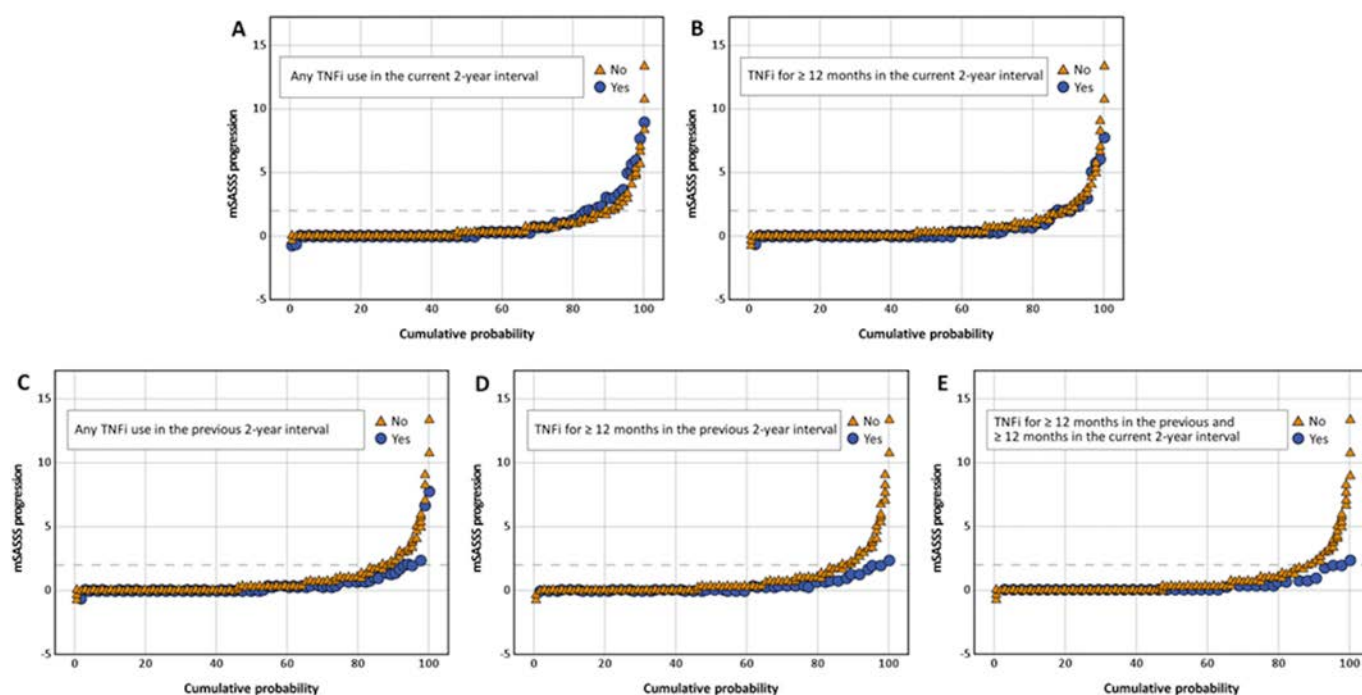 A
15
10
5
0
-5
mSASSS progression
Any TNFi use in the current 2-year interval
No
Yes
0 20 40 60 80 100
Cumulative probability
B
15
10
5
0
-5
mSASSS progression
TNFi for ≥ 12 months in the current 2-year interval
No
Yes
0 20 40 60 80 100
Cumulative probability
C
15
10
5
0
-5
mSASSS progression
Any TNFi use in the previous 2-year interval
No
Yes
0 20 40 60 80 100
Cumulative probability
D
15
10
5
0
-5
mSASSS progression
TNFi for ≥ 12 months in the previous 2-year interval
No
Yes
0 20 40 60 80 100
Cumulative probability
E
15
10
5
0
-5
mSASSS progression
TNFi for ≥ 12 months in the previous and
≥ 12 months in the current 2-year interval
No
Yes
0 20 40 60 80 100
Cumulative probability